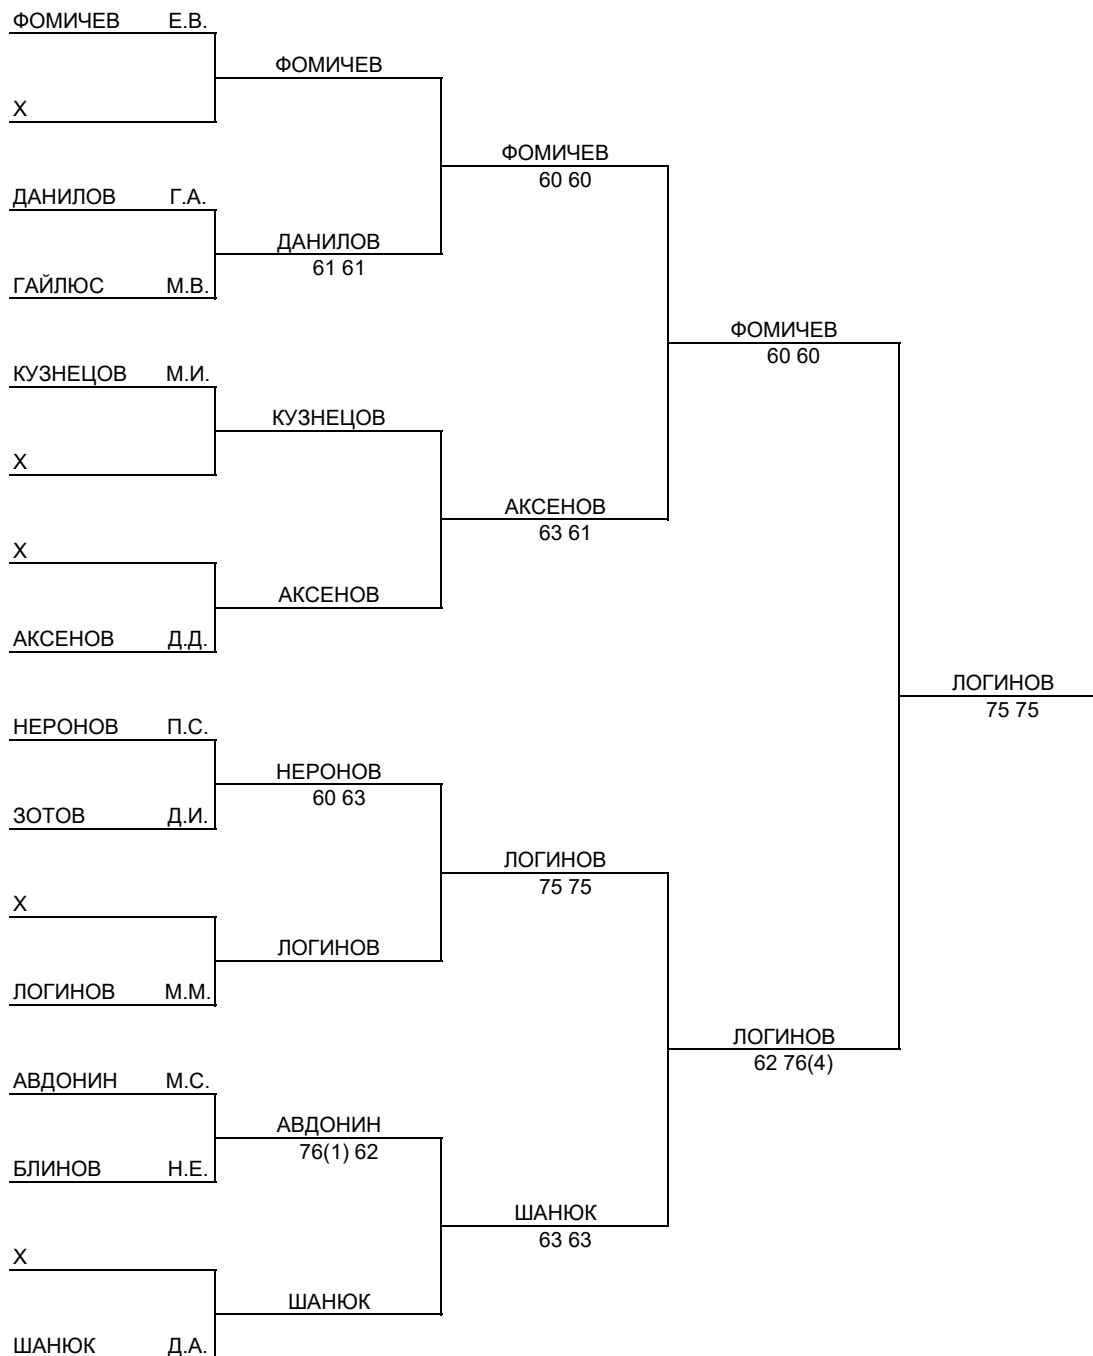 ФОМИЧЕВ Е.В.
ФОМИЧЕВ
X
ФОМИЧЕВ
60 60
ДАНИЛОВ Г.А.
ДАНИЛОВ
61 61
ГАЙЛЮС М.В.
ФОМИЧЕВ
60 60
КУЗНЕЦОВ М.И.
КУЗНЕЦОВ
X
АКСЕНОВ
63 61
X
АКСЕНОВ
АКСЕНОВ Д.Д.
ЛОГИНОВ
75 75
НЕРОНОВ П.С.
НЕРОНОВ
60 63
ЗОТОВ Д.И.
ЛОГИНОВ
75 75
X
ЛОГИНОВ
ЛОГИНОВ М.М.
ЛОГИНОВ
62 76(4)
АВДОНИН М.С.
АВДОНИН
76(1) 62
БЛИНОВ Н.Е.
ШАНЮК
63 63
X
ШАНЮК
ШАНЮК Д.А.